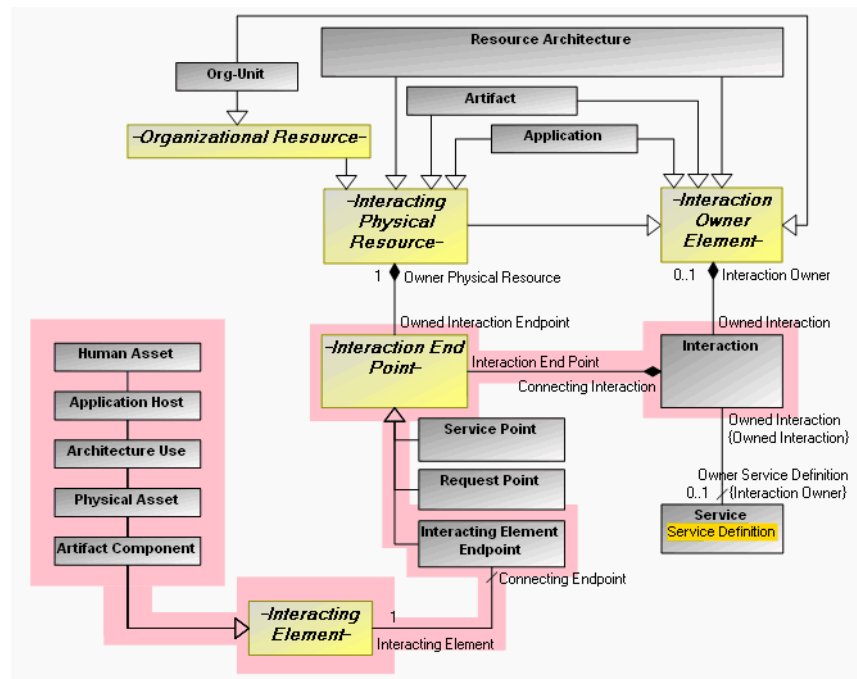 Resource Architecture
Org-Unit
Artifact
-Organizational Resource-
Application
-Interacting
Physical
Resource-
-Interaction
Owner
Element-
1
Owner Physical Resource
0..1
Interaction Owner
Owned Interaction Endpoint
Owned Interaction
-Interaction End
Point-
Interaction End Point
Connecting Interaction
Interaction
Human Asset
Application Host
Architecture Use
Physical Asset
Artifact Component
Service Point
Request Point
Interacting Element
Endpoint
Owned Interaction
{Owned Interaction}
Owner Service Definition
0..1
{Interaction Owner}
Service
Service Definition
Connecting Endpoint
-Interacting
Element-
1
Interacting Element